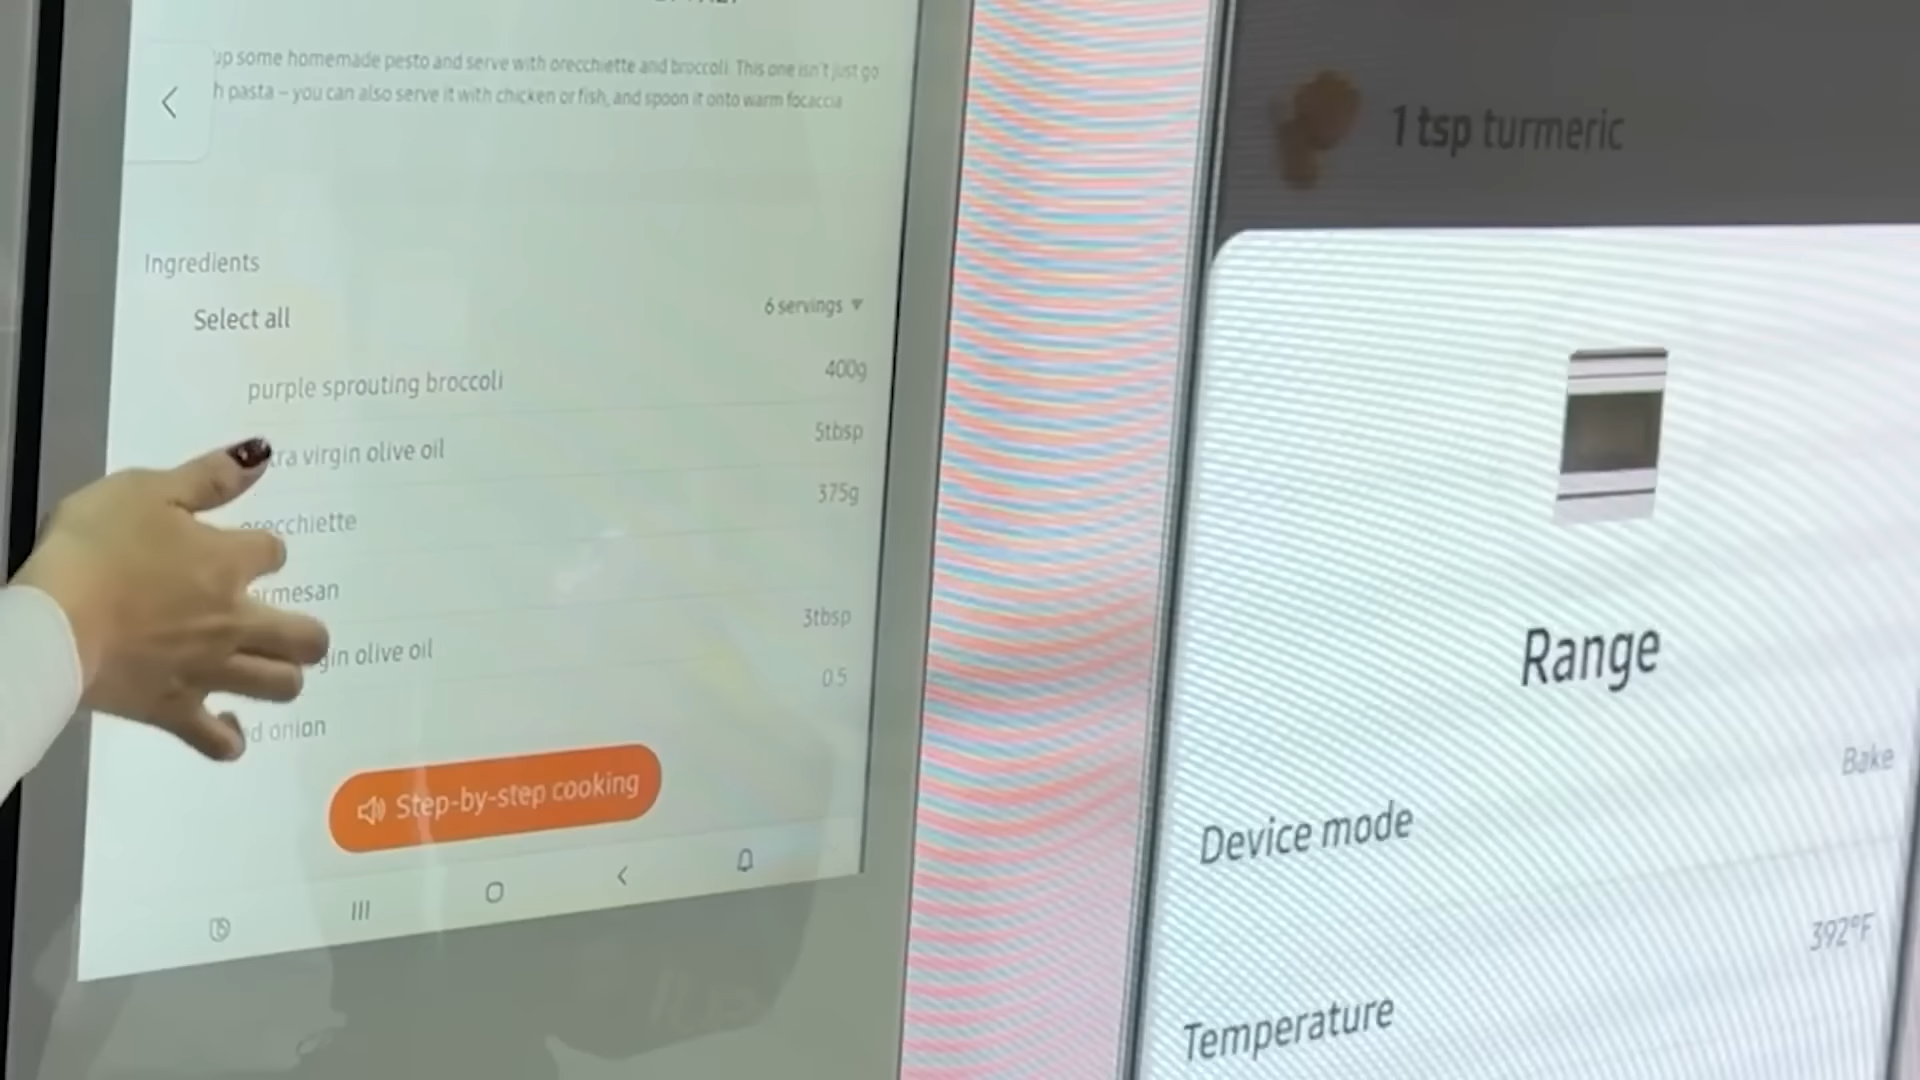 up some homemade pesto and serve with orecchiette and broccoli. This one isn't just go
h pasta – you can also serve it with chicken or fish, and spoon it onto warm focaccia
Ingredients
Select all
6 servings
purple sprouting broccoli 400g
tra virgin olive oil 5tbsp
orecchiette 375g
armesan
gin olive oil 3tbsp
d onion 0.5
Step-by-step cooking
1 tsp turmeric
Range
Device mode Bake
Temperature 392°F